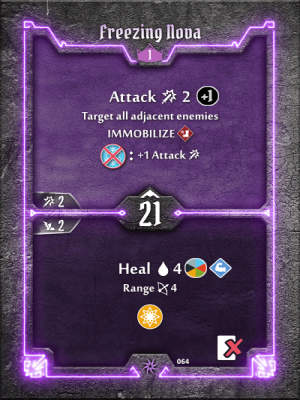 Freezing Nova
1
Attack 2 +1
Target all adjacent enemies
IMMOBILIZE
: +1 Attack
2
21
2
Heal 4
Range 4
064